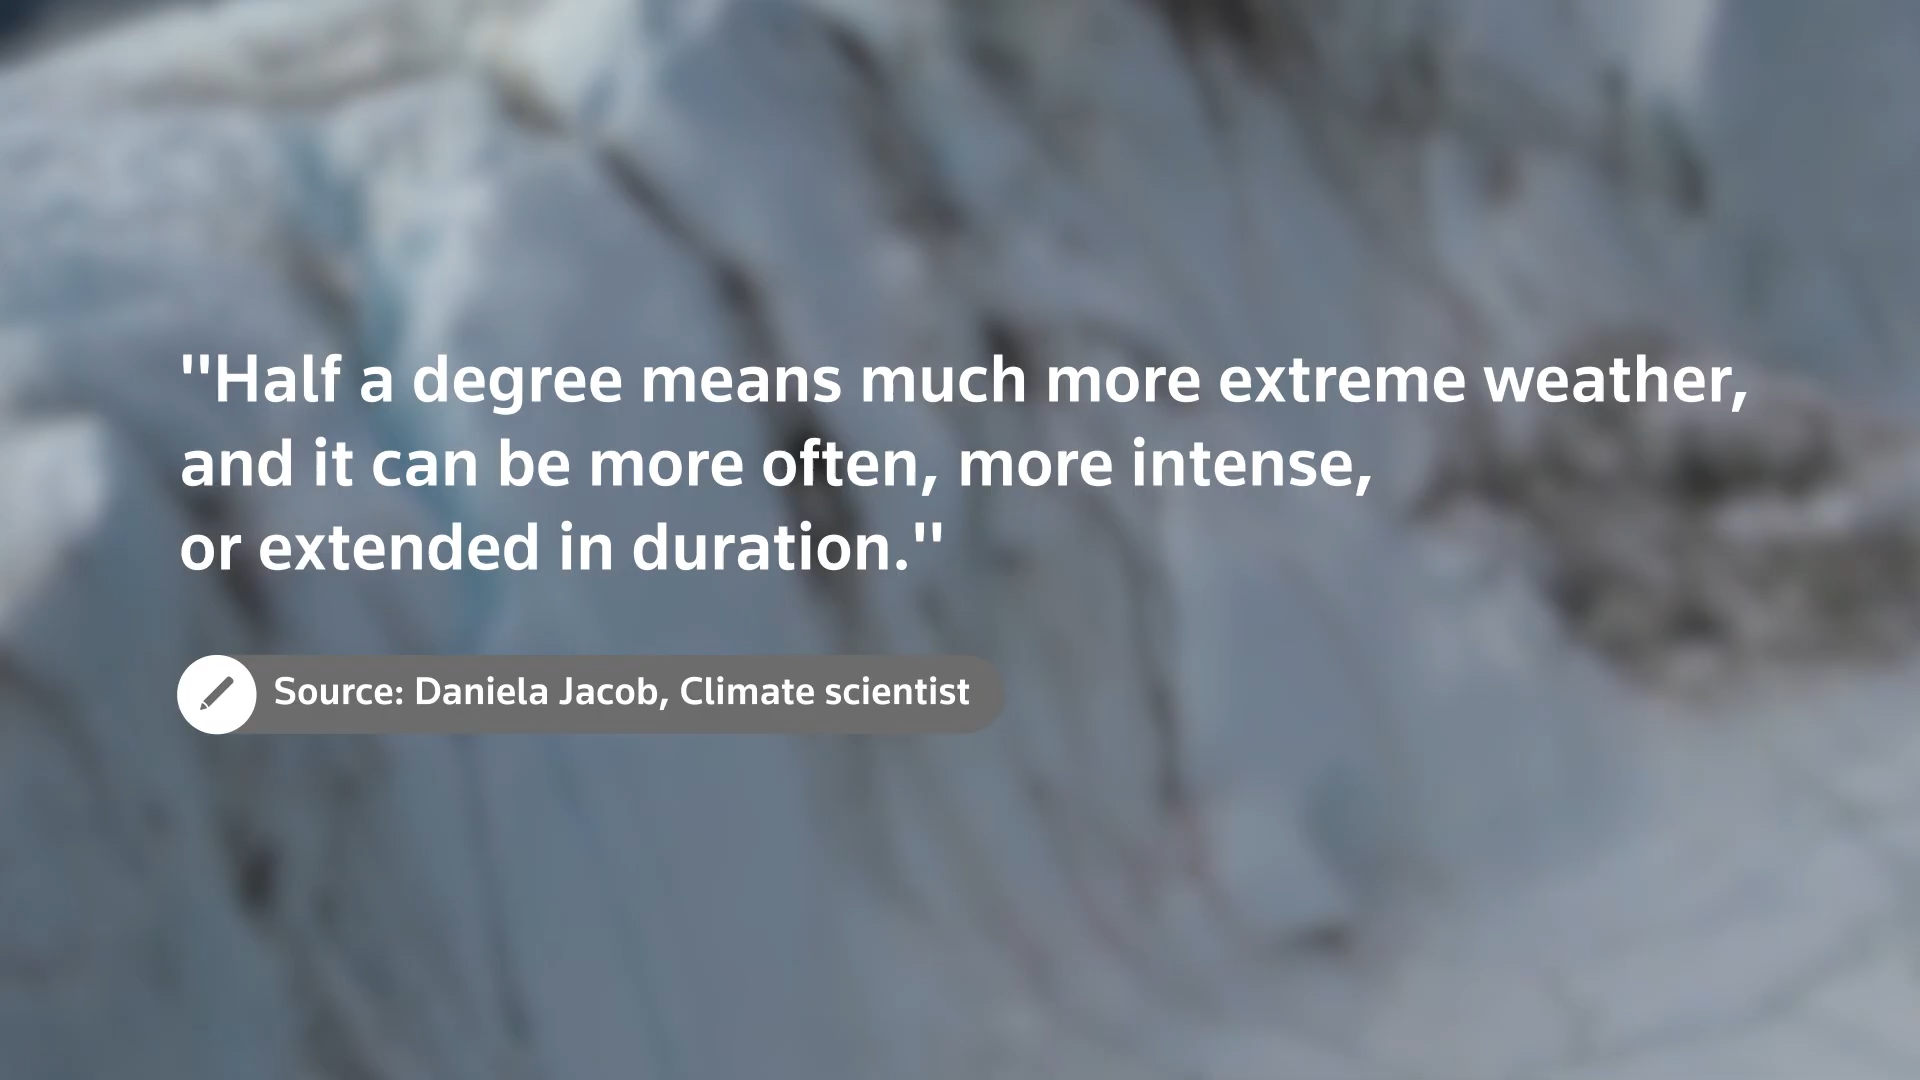 "Half a degree means much more extreme weather,
and it can be more often, more intense,
or extended in duration."
Source: Daniela Jacob, Climate scientist